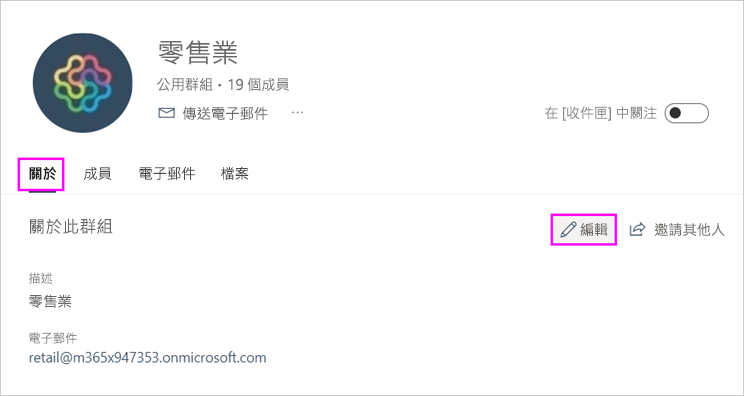 零售業
公用群組・19 個成員
傳送電子郵件 ...
在 [收件匣] 中關注
關於 成員 電子郵件 檔案
關於此群組 編輯 邀請其他人
描述
零售業
電子郵件
retail@m365x947353.onmicrosoft.com